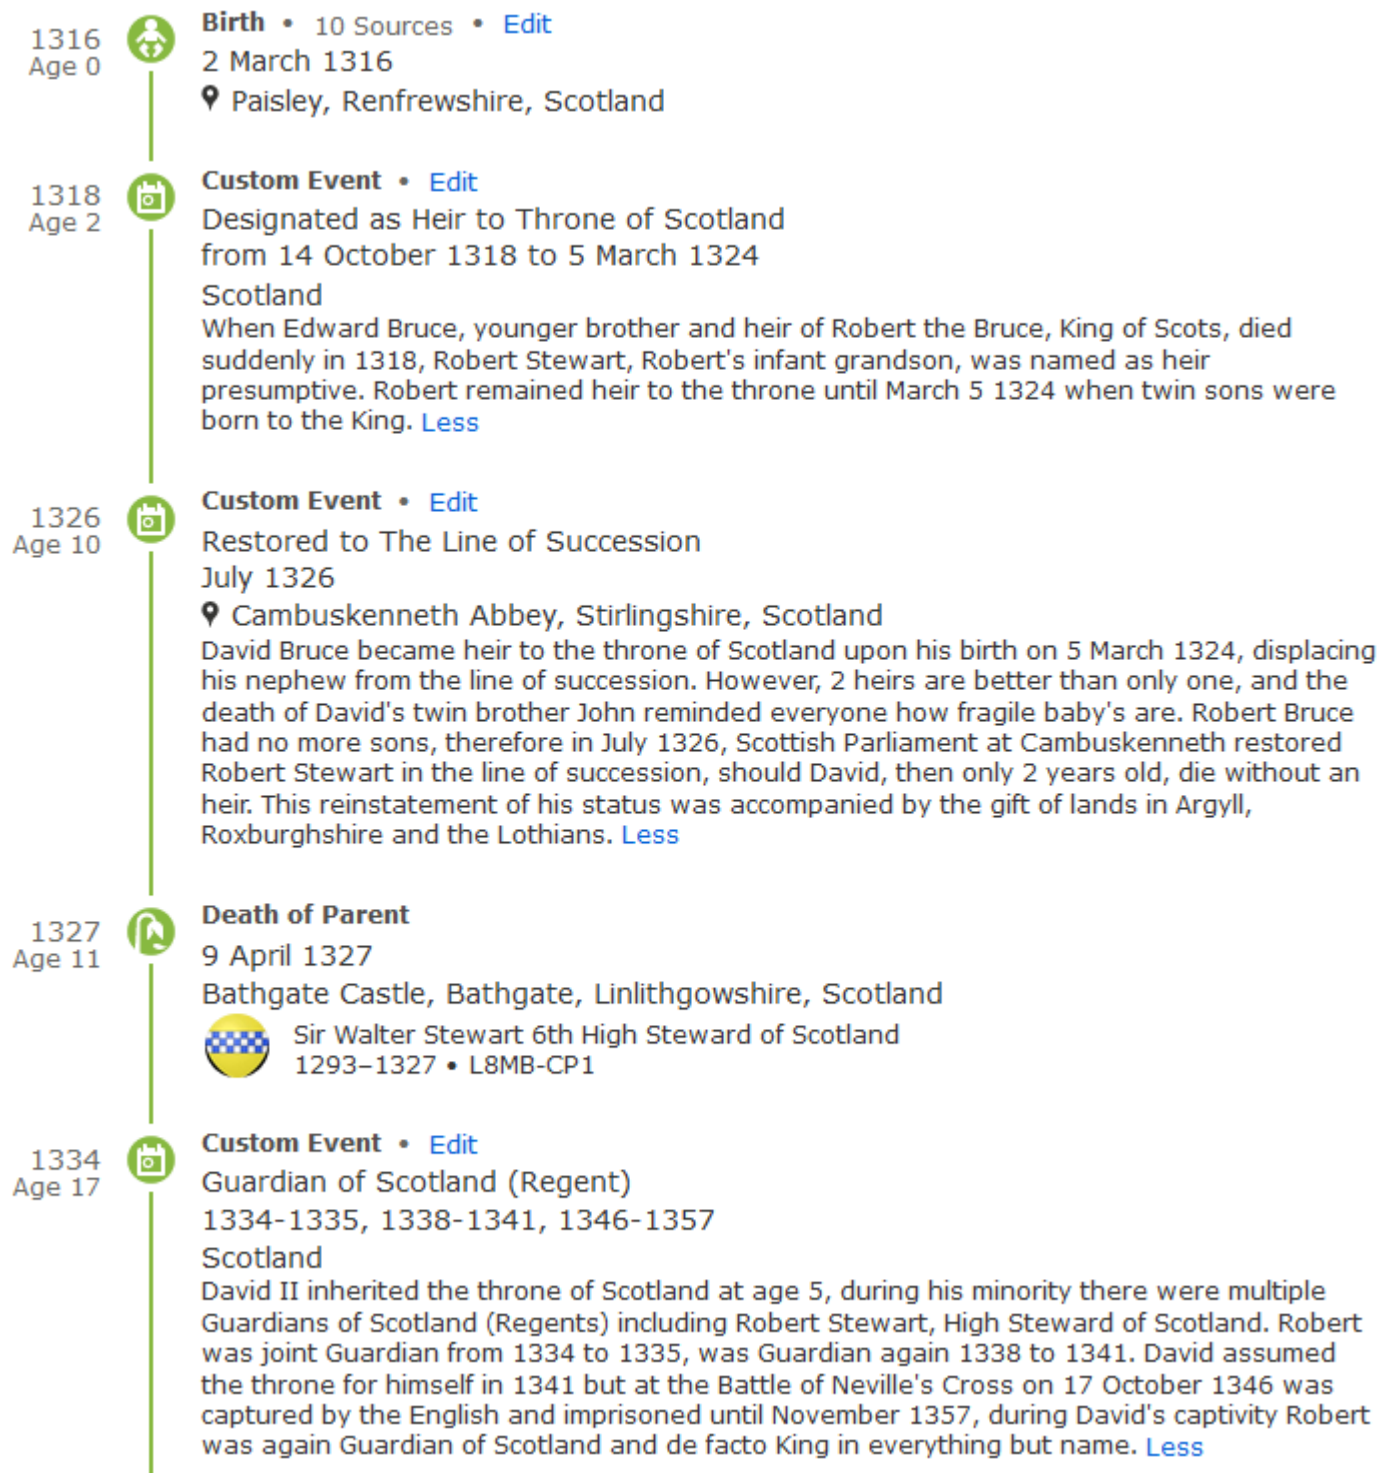 1316
Age 0
Birth • 10 Sources • Edit
2 March 1316
Paisley, Renfrewshire, Scotland
1318
Age 2
Custom Event • Edit
Designated as Heir to Throne of Scotland
from 14 October 1318 to 5 March 1324
Scotland
When Edward Bruce, younger brother and heir of Robert the Bruce, King of Scots, died
suddenly in 1318, Robert Stewart, Robert's infant grandson, was named as heir
presumptive. Robert remained heir to the throne until March 5 1324 when twin sons were
born to the King. Less
1326
Age 10
Custom Event • Edit
Restored to The Line of Succession
July 1326
Cambuskenneth Abbey, Stirlingshire, Scotland
David Bruce became heir to the throne of Scotland upon his birth on 5 March 1324, displacing
his nephew from the line of succession. However, 2 heirs are better than only one, and the
death of David's twin brother John reminded everyone how fragile baby's are. Robert Bruce
had no more sons, therefore in July 1326, Scottish Parliament at Cambuskenneth restored
Robert Stewart in the line of succession, should David, then only 2 years old, die without an
heir. This reinstatement of his status was accompanied by the gift of lands in Argyll,
Roxburghshire and the Lothians. Less
1327
Age 11
Death of Parent
9 April 1327
Bathgate Castle, Bathgate, Linlithgowshire, Scotland
Sir Walter Stewart 6th High Steward of Scotland
1293–1327 • L8MB-CP1
1334
Age 17
Custom Event • Edit
Guardian of Scotland (Regent)
1334-1335, 1338-1341, 1346-1357
Scotland
David II inherited the throne of Scotland at age 5, during his minority there were multiple
Guardians of Scotland (Regents) including Robert Stewart, High Steward of Scotland. Robert
was joint Guardian from 1334 to 1335, was Guardian again 1338 to 1341. David assumed
the throne for himself in 1341 but at the Battle of Neville's Cross on 17 October 1346 was
captured by the English and imprisoned until November 1357, during David's captivity Robert
was again Guardian of Scotland and de facto King in everything but name. Less